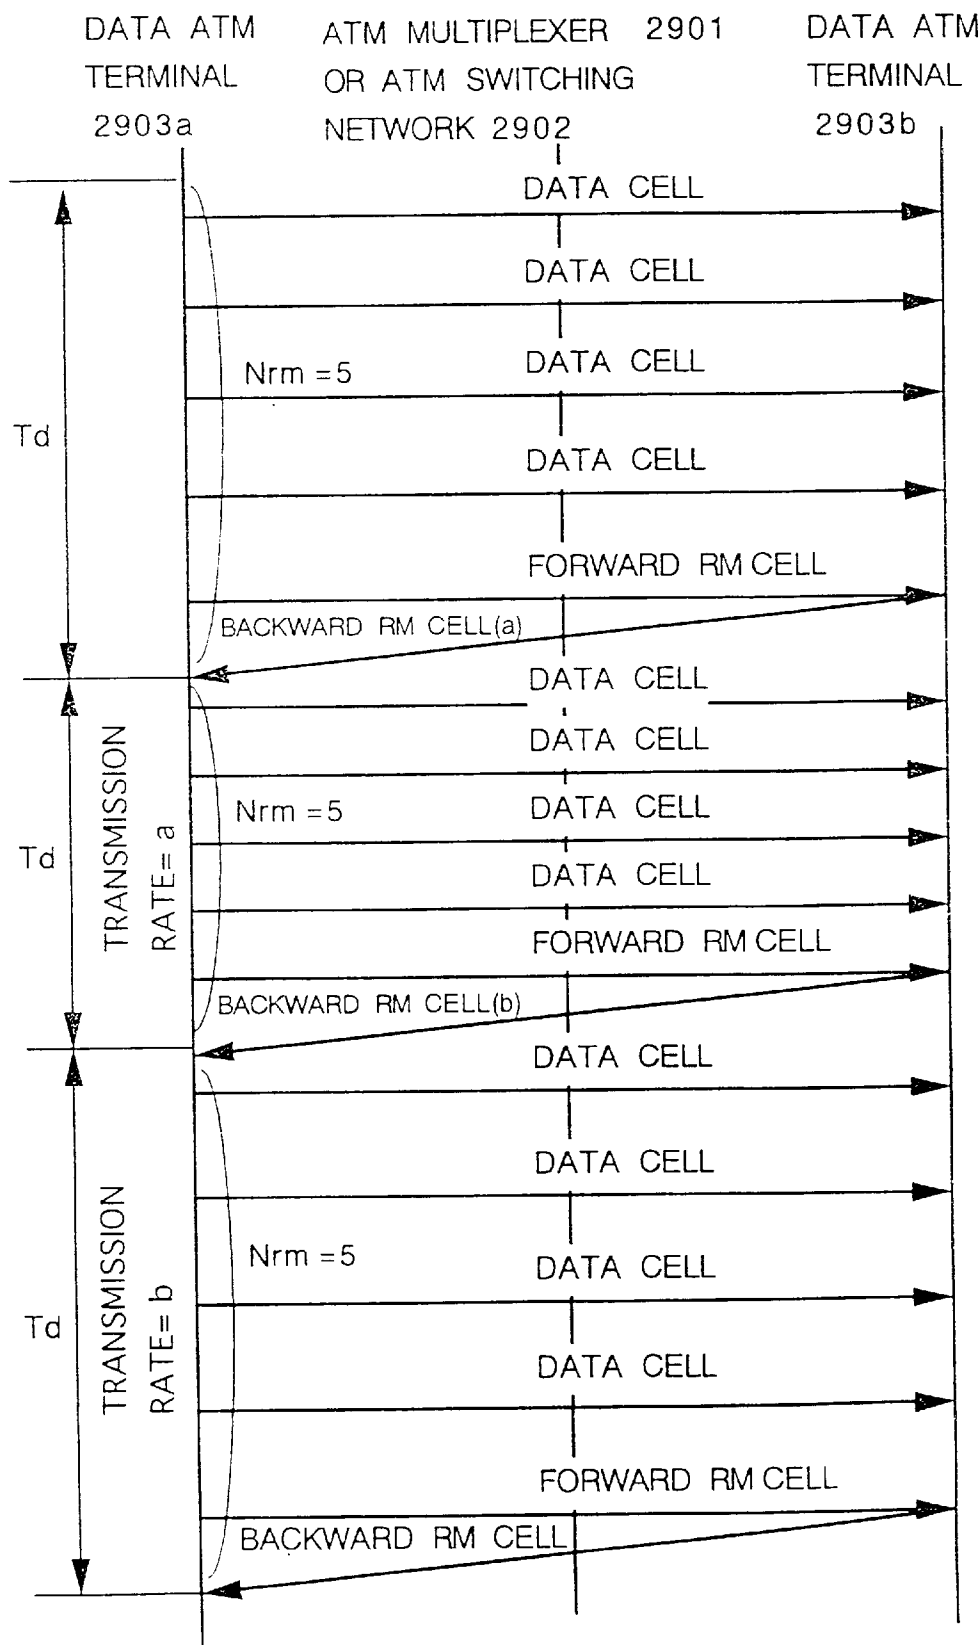 DATA ATM
TERMINAL
2903a
ATM MULTIPLEXER 2901
OR ATM SWITCHING
NETWORK 2902
DATA ATM
TERMINAL
2903b
DATA CELL
DATA CELL
Nrm = 5
DATA CELL
Td
DATA CELL
FORWARD RM CELL
BACKWARD RM CELL(a)
DATA CELL
DATA CELL
Nrm = 5
DATA CELL
Td
TRANSMISSION
RATE= a
DATA CELL
FORWARD RM CELL
BACKWARD RM CELL(b)
DATA CELL
DATA CELL
Nrm = 5
DATA CELL
Td
TRANSMISSION
RATE= b
DATA CELL
FORWARD RM CELL
BACKWARD RM CELL